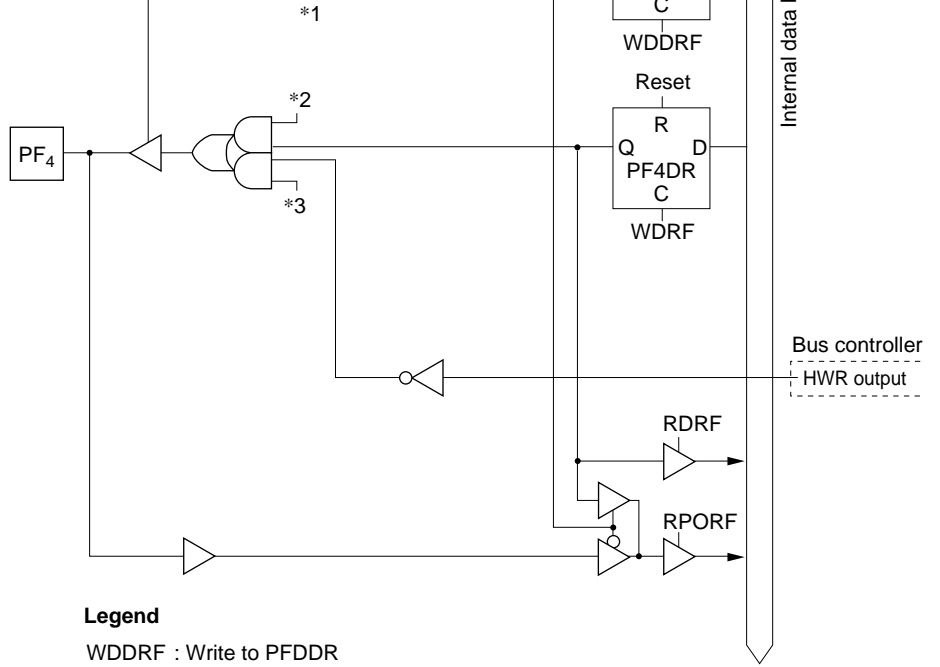 *1
C
WDDRF
Internal data
Reset
*2
R
PF4
Q D
PF4DR
C
*3
WDRF
Bus controller
HWR output
RDRF
RPORF
Legend
WDDRF : Write to PFDDR